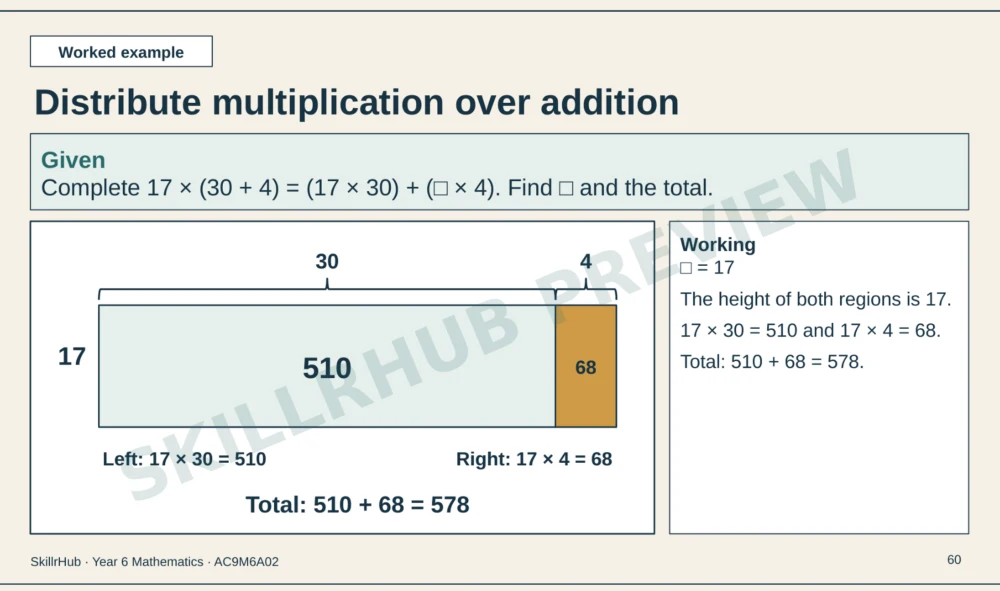 Worked example
Distribute multiplication over addition
Given
Complete 17 × (30 + 4) = (17 × 30) + (□ × 4). Find □ and the total.
30
4
17
510
68
Left: 17 × 30 = 510
Right: 17 × 4 = 68
Total: 510 + 68 = 578
Working
□ = 17
The height of both regions is 17.
17 × 30 = 510 and 17 × 4 = 68.
Total: 510 + 68 = 578.
SKILLRHUB PREVIEW
SkillrHub · Year 6 Mathematics · AC9M6A02
60